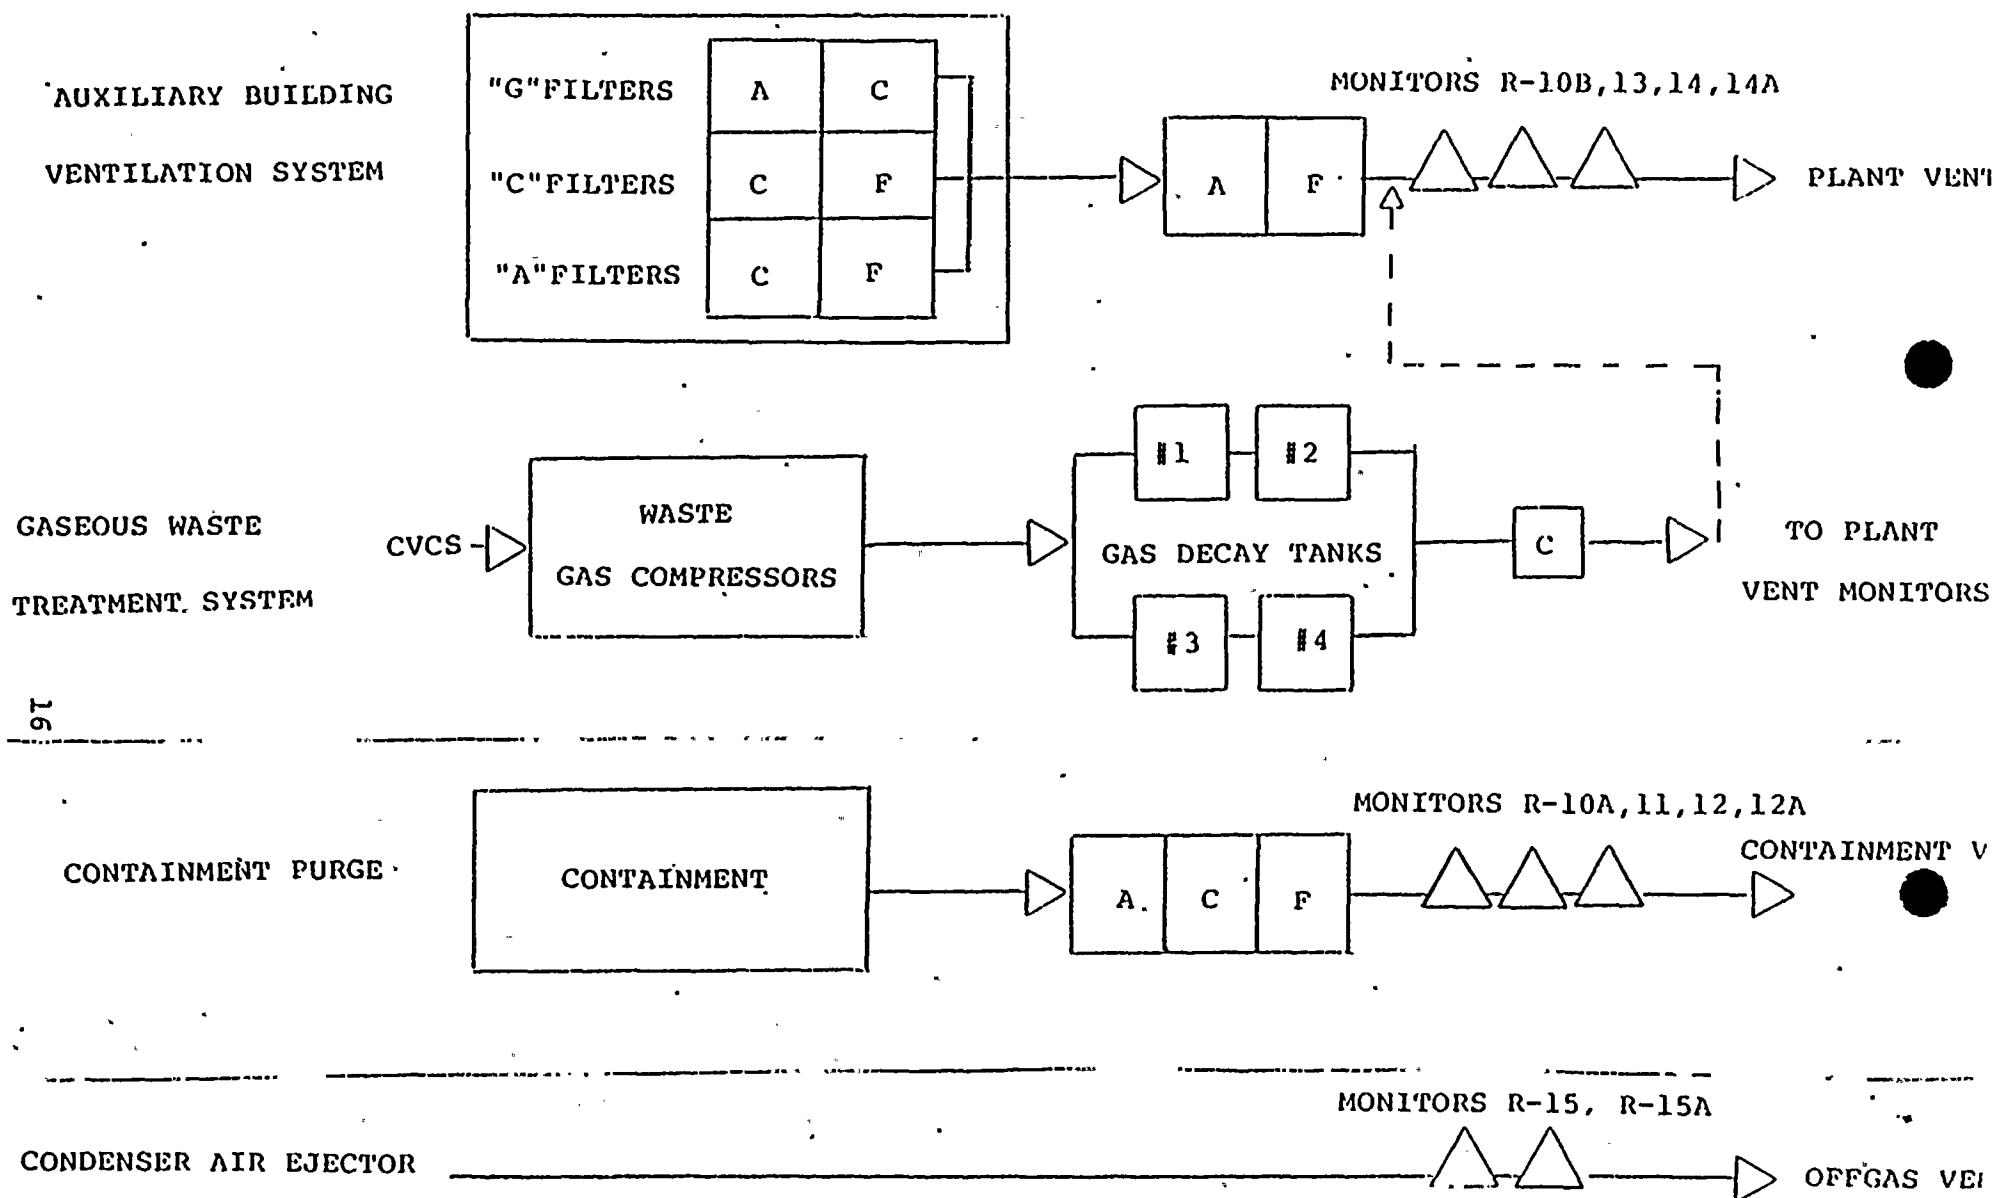 AUXILIARY BUILDING
VENTILATION SYSTEM
"G"FILTERS A C
"C"FILTERS C F
"A"FILTERS C F
A F
MONITORS R-10B,13,14,14A
PLANT VENT
GASEOUS WASTE
TREATMENT SYSTEM
CVCS
WASTE
GAS COMPRESSORS
#1 #2
GAS DECAY TANKS
#3 #4
C
TO PLANT
VENT MONITORS
16
CONTAINMENT PURGE
CONTAINMENT
A C F
MONITORS R-10A,11,12,12A
CONTAINMENT V
MONITORS R-15, R-15A
CONDENSER AIR EJECTOR
OFFGAS